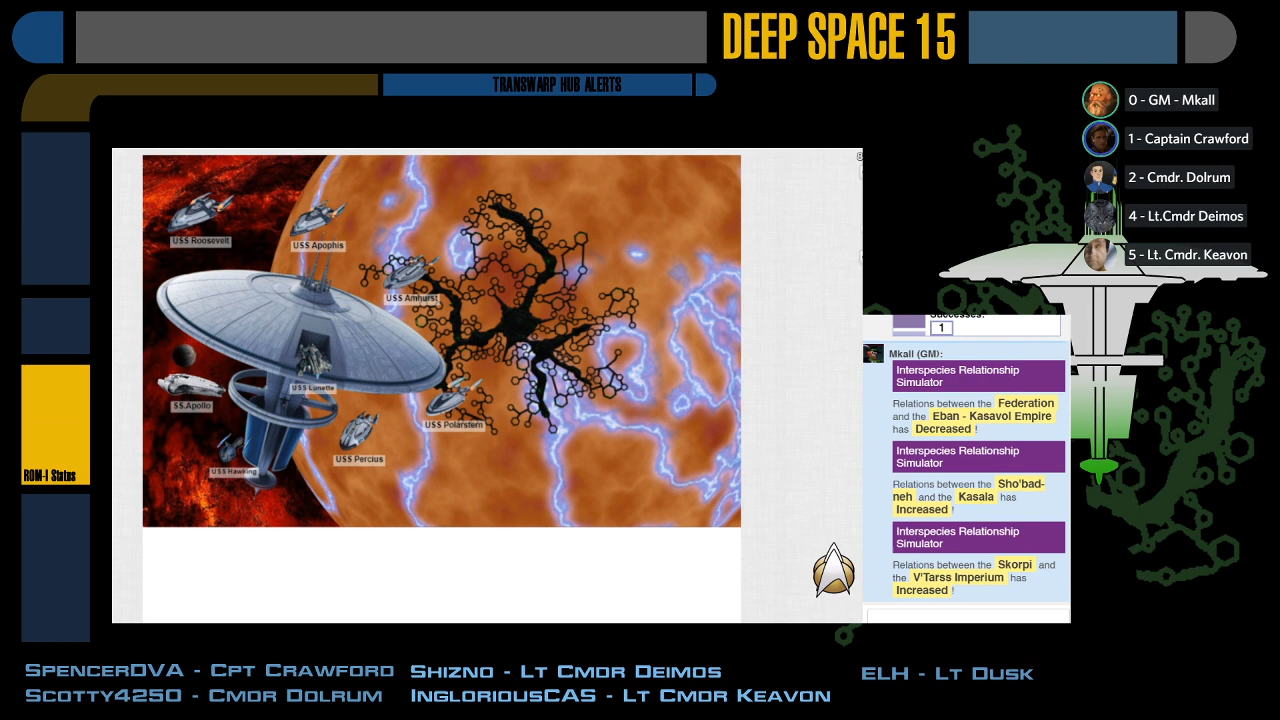 DEEP SPACE 15
TRANSWARP HUB ALERTS
0 - GM - Mkall
1 - Captain Crawford
2 - Cmdr. Dolrum
4 - Lt.Cmdr Deimos
5 - Lt. Cmdr. Keavon
USS Roosevelt
USS Apophis
USS Amhurst
USS Lunette
SS.Apollo
USS Polarstern
USS Percius
USS Hawking
ROM-I Status
Successes:
1
Mkall (GM):
Interspecies Relationship
Simulator
Relations between the Federation
and the Eban - Kasavol Empire
has Decreased !
Interspecies Relationship
Simulator
Relations between the Sho'bad-
neh and the Kasala has
Increased !
Interspecies Relationship
Simulator
Relations between the Skorpi and
the V'Tarss Imperium has
Increased !
SpencerDVA - Cpt Crawford
Shizno - Lt Cmdr Deimos
ELH - Lt Dusk
Scotty4250 - Cmdr Dolrum
IngloriousCAS - Lt Cmdr Keavon